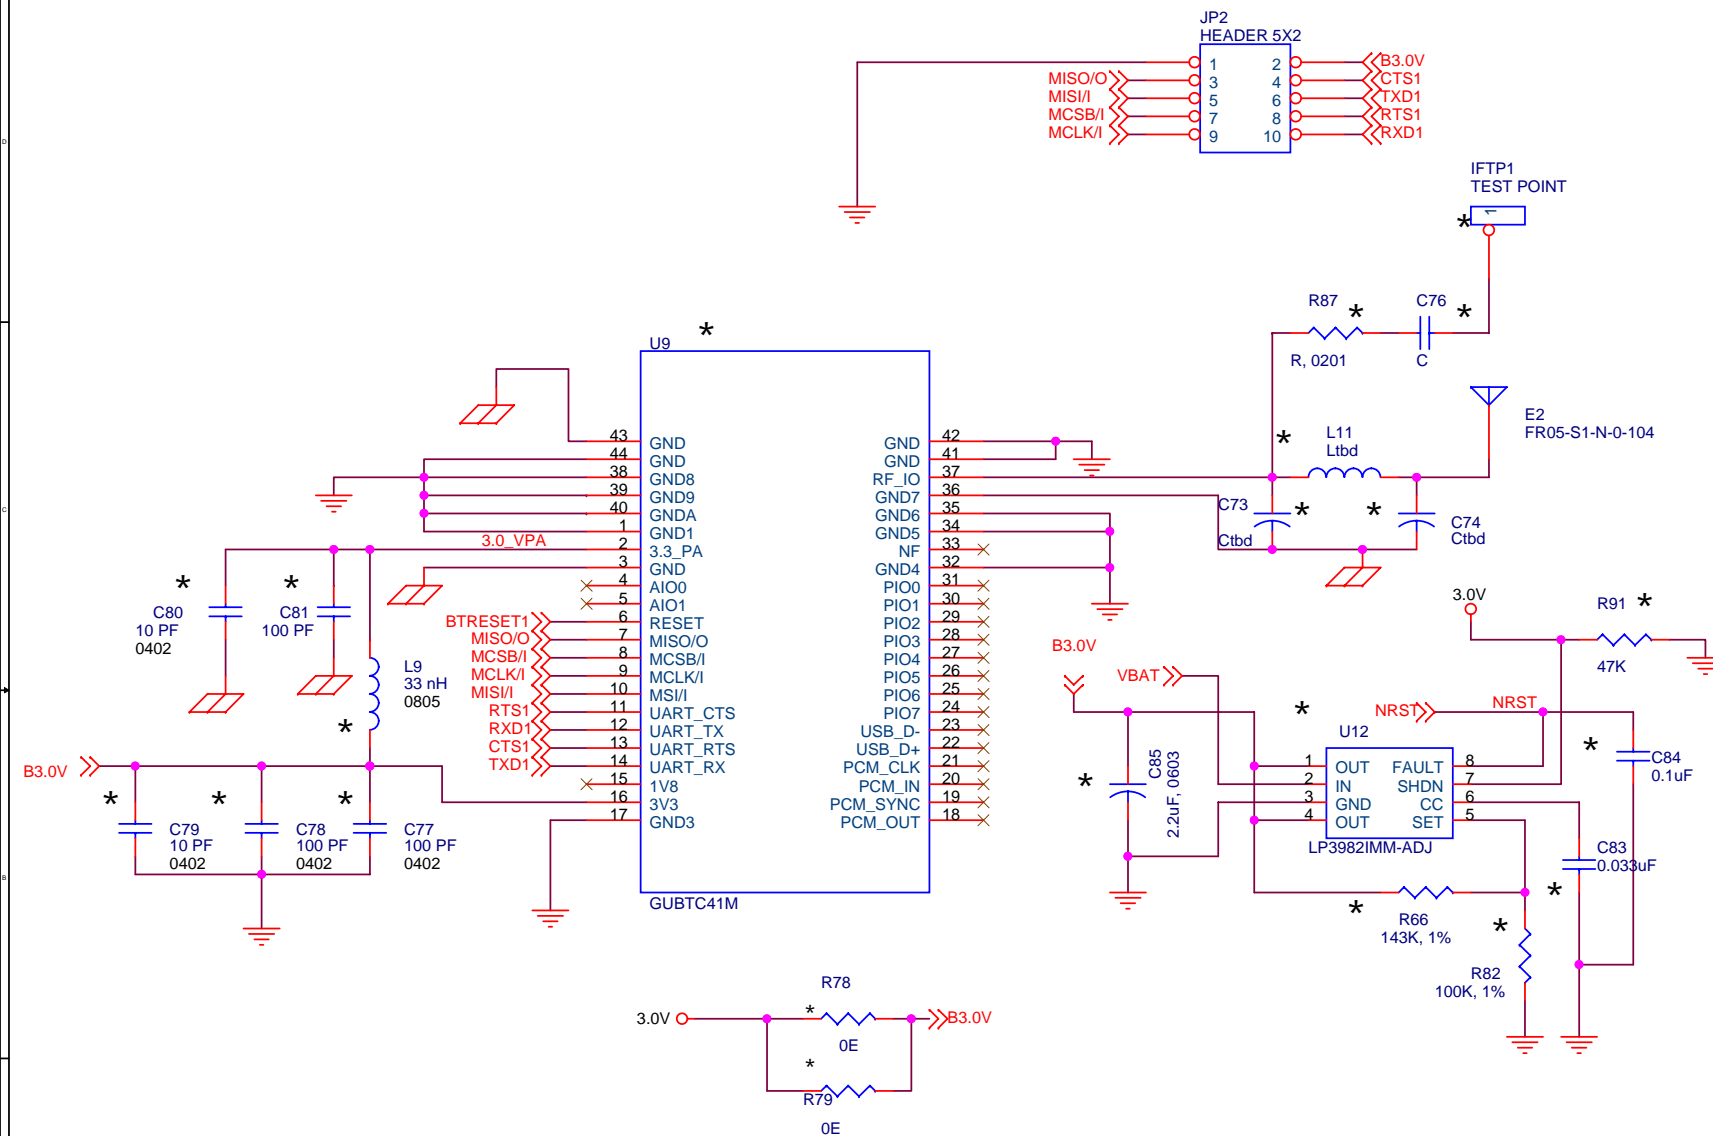 JP2
HEADER 5X2
1 2 B3.0V
MISO/O 3 4 CTS1
MISI/I 5 6 TXD1
MCSB/I 7 8 RTS1
MCLK/I 9 10 RXD1
IFTP1
TEST POINT
* 1
R87 * C76 *
R, 0201 C
U9 *
E2
FR05-S1-N-0-104
* L11
Ltbd
43 GND
44 GND
38 GND8
39 GND9
40 GNDA
1 GND1
3.0_VPA 2 3.3_PA
3 GND
4 AIO0
5 AIO1
BTRESET1 6 RESET
MISO/O 7 MISO/O
MCSB/I 8 MCSB/I
MCLK/I 9 MCLK/I
MISI/I 10 MSI/I
RTS1 11 UART_CTS
RXD1 12 UART_TX
CTS1 13 UART_RTS
TXD1 14 UART_RX
15 1V8
16 3V3
17 GND3
GND 42
GND 41
RF_IO 37
GND7 36
GND6 35
GND5 34
NF 33
GND4 32
PIO0 31
PIO1 30
PIO2 29
PIO3 28
PIO4 27
PIO5 26
PIO6 25
PIO7 24
USB_D- 23
USB_D+ 22
PCM_CLK 21
PCM_IN 20
PCM_SYNC 19
PCM_OUT 18
GUBTC41M
C73 *
Ctbd
* C74
Ctbd
* C80
10 PF
0402
* C81
100 PF
L9
33 nH
0805
*
B3.0V
* C79
10 PF
0402
* C78
100 PF
0402
* C77
100 PF
0402
3.0V
R91 *
47K
B3.0V
VBAT
* C85
2.2uF, 0603
NRST NRST
* U12
1 OUT FAULT 8
2 IN SHDN 7
3 GND CC 6
4 OUT SET 5
LP3982IMM-ADJ
* C84
0.1uF
C83
0.033uF
*
* R66
143K, 1%
* R82
100K, 1%
R78
3.0V * B3.0V
0E
*
R79
0E
D
C
B